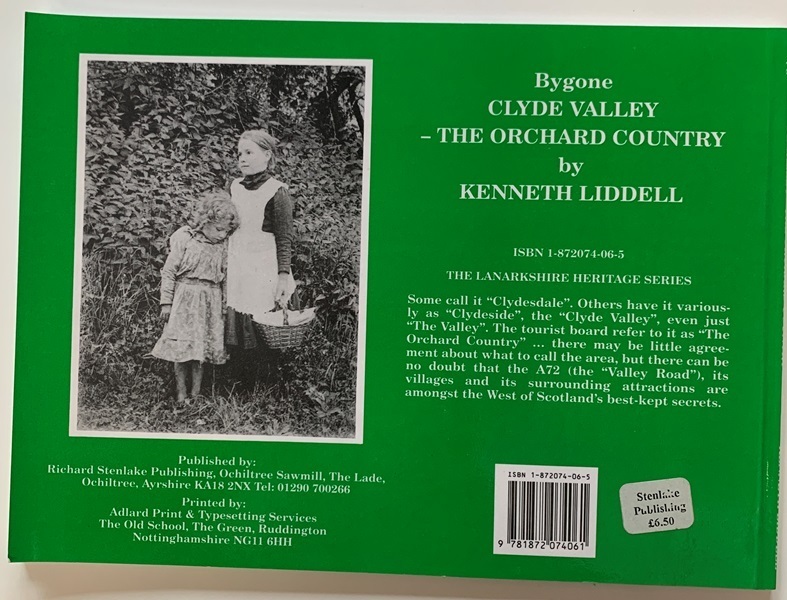 Bygone
CLYDE VALLEY
– THE ORCHARD COUNTRY
by
KENNETH LIDDELL
ISBN 1-872074-06-5
THE LANARKSHIRE HERITAGE SERIES
Some call it “Clydesdale”. Others have it various-
ly as “Clydeside”, the “Clyde Valley”, even just
“The Valley”. The tourist board refer to it as “The
Orchard Country” ... there may be little agree-
ment about what to call the area, but there can be
no doubt that the A72 (the “Valley Road”), its
villages and its surrounding attractions are
amongst the West of Scotland’s best-kept secrets.
Published by:
Richard Stenlake Publishing, Ochiltree Sawmill, The Lade,
Ochiltree, Ayrshire KA18 2NX Tel: 01290 700266
Printed by:
Adlard Print & Typesetting Services
The Old School, The Green, Ruddington
Nottinghamshire NG11 6HH
ISBN 1-872074-06-5
9 781872 074061
Stenlake
Publishing
£6.50